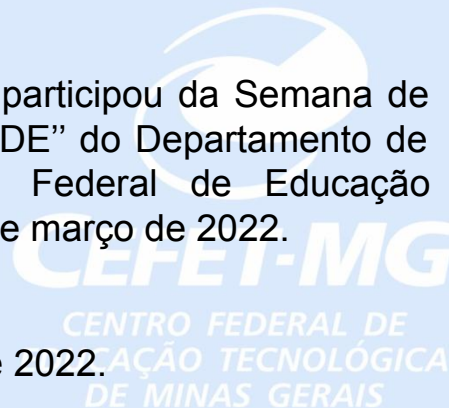 participou da Semana de
DE’’ do Departamento de
Federal de Educação
e março de 2022.
CEFET-MG
CENTRO FEDERAL DE
e 2022.
EDUCAÇÃO TECNOLÓGICA
DE MINAS GERAIS